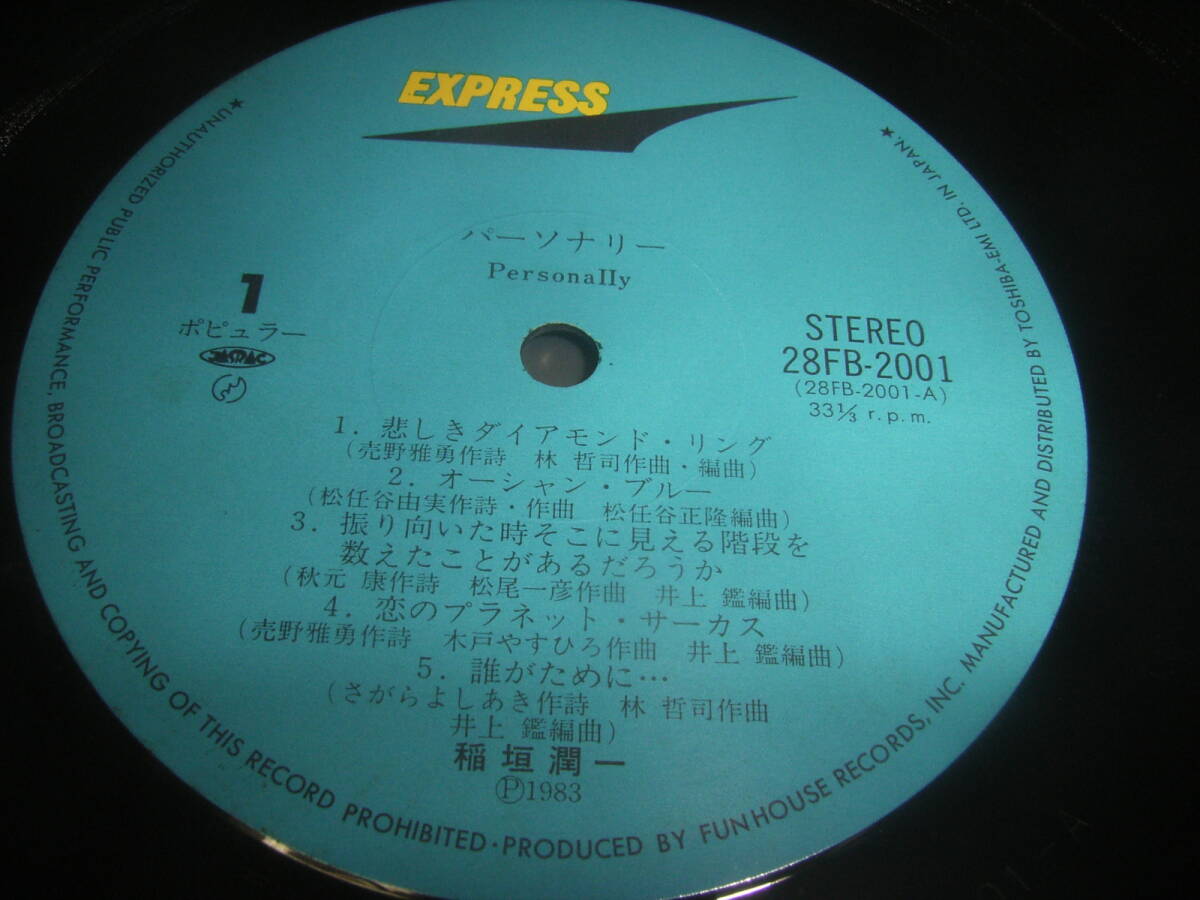 EXPRESS
パーソナリー
Personally
1
ポピュラー
STEREO
28FB-2001
(28FB-2001-A)
33⅓ r.p.m.
1. 悲しきダイアモンド・リング
(売野雅勇作詩 林 哲司作曲・編曲)
2. オーシャン・ブルー
(松任谷由実作詩・作曲 松任谷正隆編曲)
3. 振り向いた時そこに見える階段を
数えたことがあるだろうか
(秋元 康作詩 松尾一彦作曲 井上 鑑編曲)
4. 恋のプラネット・サーカス
(売野雅勇作詩 木戸やすひろ作曲 井上 鑑編曲)
5. 誰がために…
(さがらよしあき作詩 林 哲司作曲
井上 鑑編曲)
稲垣潤一
Ⓟ1983
★UNAUTHORIZED PUBLIC PERFORMANCE, BROADCASTING AND COPYING OF THIS RECORD PROHIBITED・PRODUCED BY FUN HOUSE RECORDS, INC. MANUFACTURED AND DISTRIBUTED BY TOSHIBA-EMI LTD. IN JAPAN.★